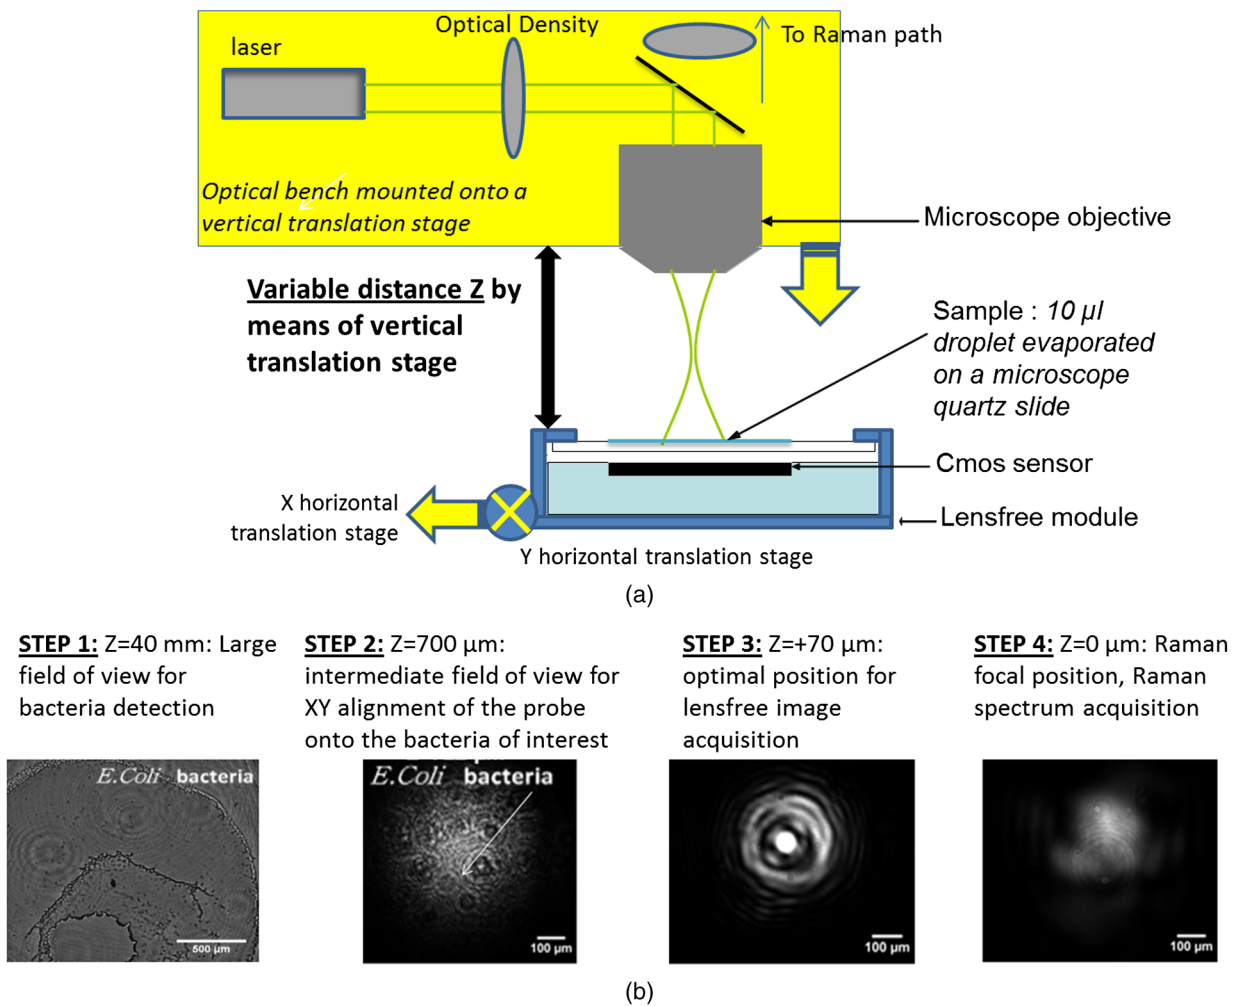 Optical Density
To Raman path
laser
Optical bench mounted onto a
vertical translation stage
Microscope objective
Variable distance Z by
means of vertical
translation stage
Sample : 10 µl
droplet evaporated
on a microscope
quartz slide
Cmos sensor
X horizontal
translation stage
Lensfree module
Y horizontal translation stage
(a)
STEP 1: Z=40 mm: Large
field of view for
bacteria detection
STEP 2: Z=700 µm:
intermediate field of view for
XY alignment of the probe
onto the bacteria of interest
STEP 3: Z=+70 µm:
optimal position for
lensfree image
acquisition
STEP 4: Z=0 µm: Raman
focal position, Raman
spectrum acquisition
E.Coli bacteria
500 µm
E.Coli bacteria
100 µm
100 µm
100 µm
(b)